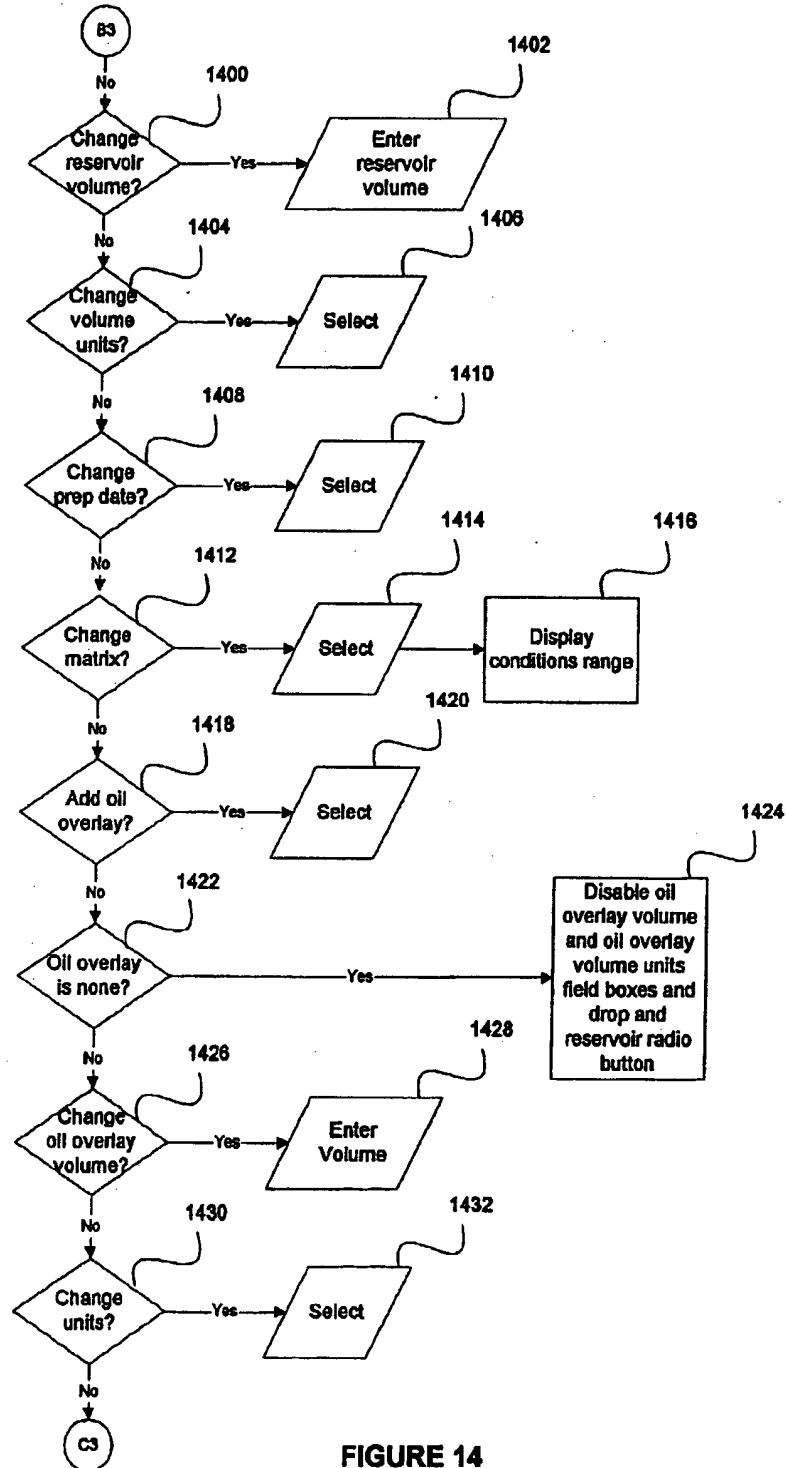 B3
No
1400
1402
Change
reservoir
volume?
Yes
Enter
reservoir
volume
No
1404
1406
Change
volume
units?
Yes
Select
No
1408
1410
Change
prep date?
Yes
Select
No
1412
1414
1416
Change
matrix?
Yes
Select
Display
conditions range
No
1418
1420
Add oil
overlay?
Yes
Select
No
1422
1424
Oil overlay
is none?
Yes
Disable oil
overlay volume
and oil overlay
volume units
field boxes and
drop and
reservoir radio
button
No
1426
1428
Change
oil overlay
volume?
Yes
Enter
Volume
No
1430
1432
Change
units?
Yes
Select
No
C3
FIGURE 14